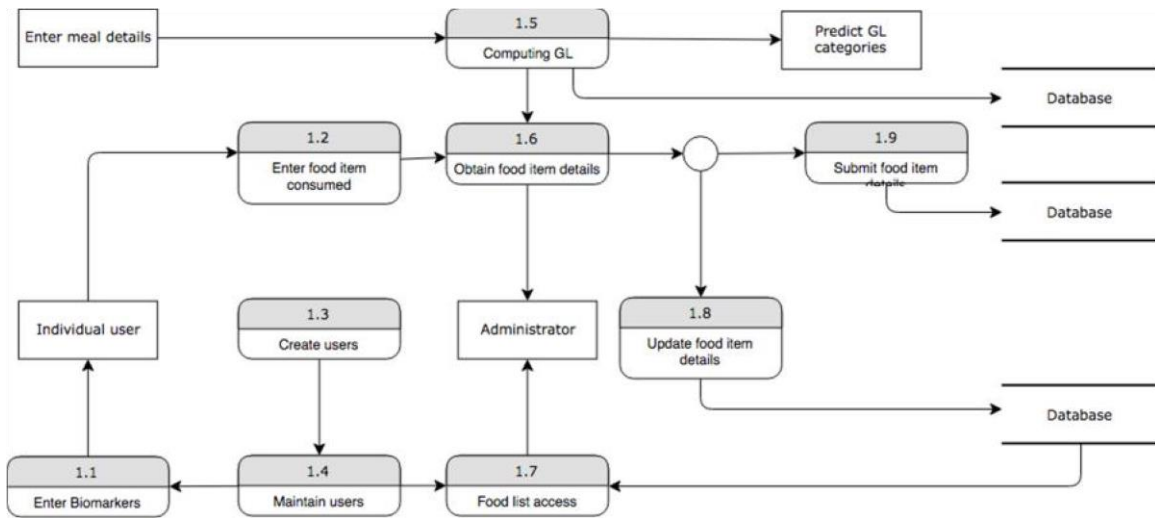 Enter meal details
1.5
Computing GL
Predict GL
categories
Database
1.2
Enter food item
consumed
1.6
Obtain food item details
1.9
Submit food item
details
Database
Individual user
1.3
Create users
Administrator
1.8
Update food item
details
Database
1.1
Enter Biomarkers
1.4
Maintain users
1.7
Food list access